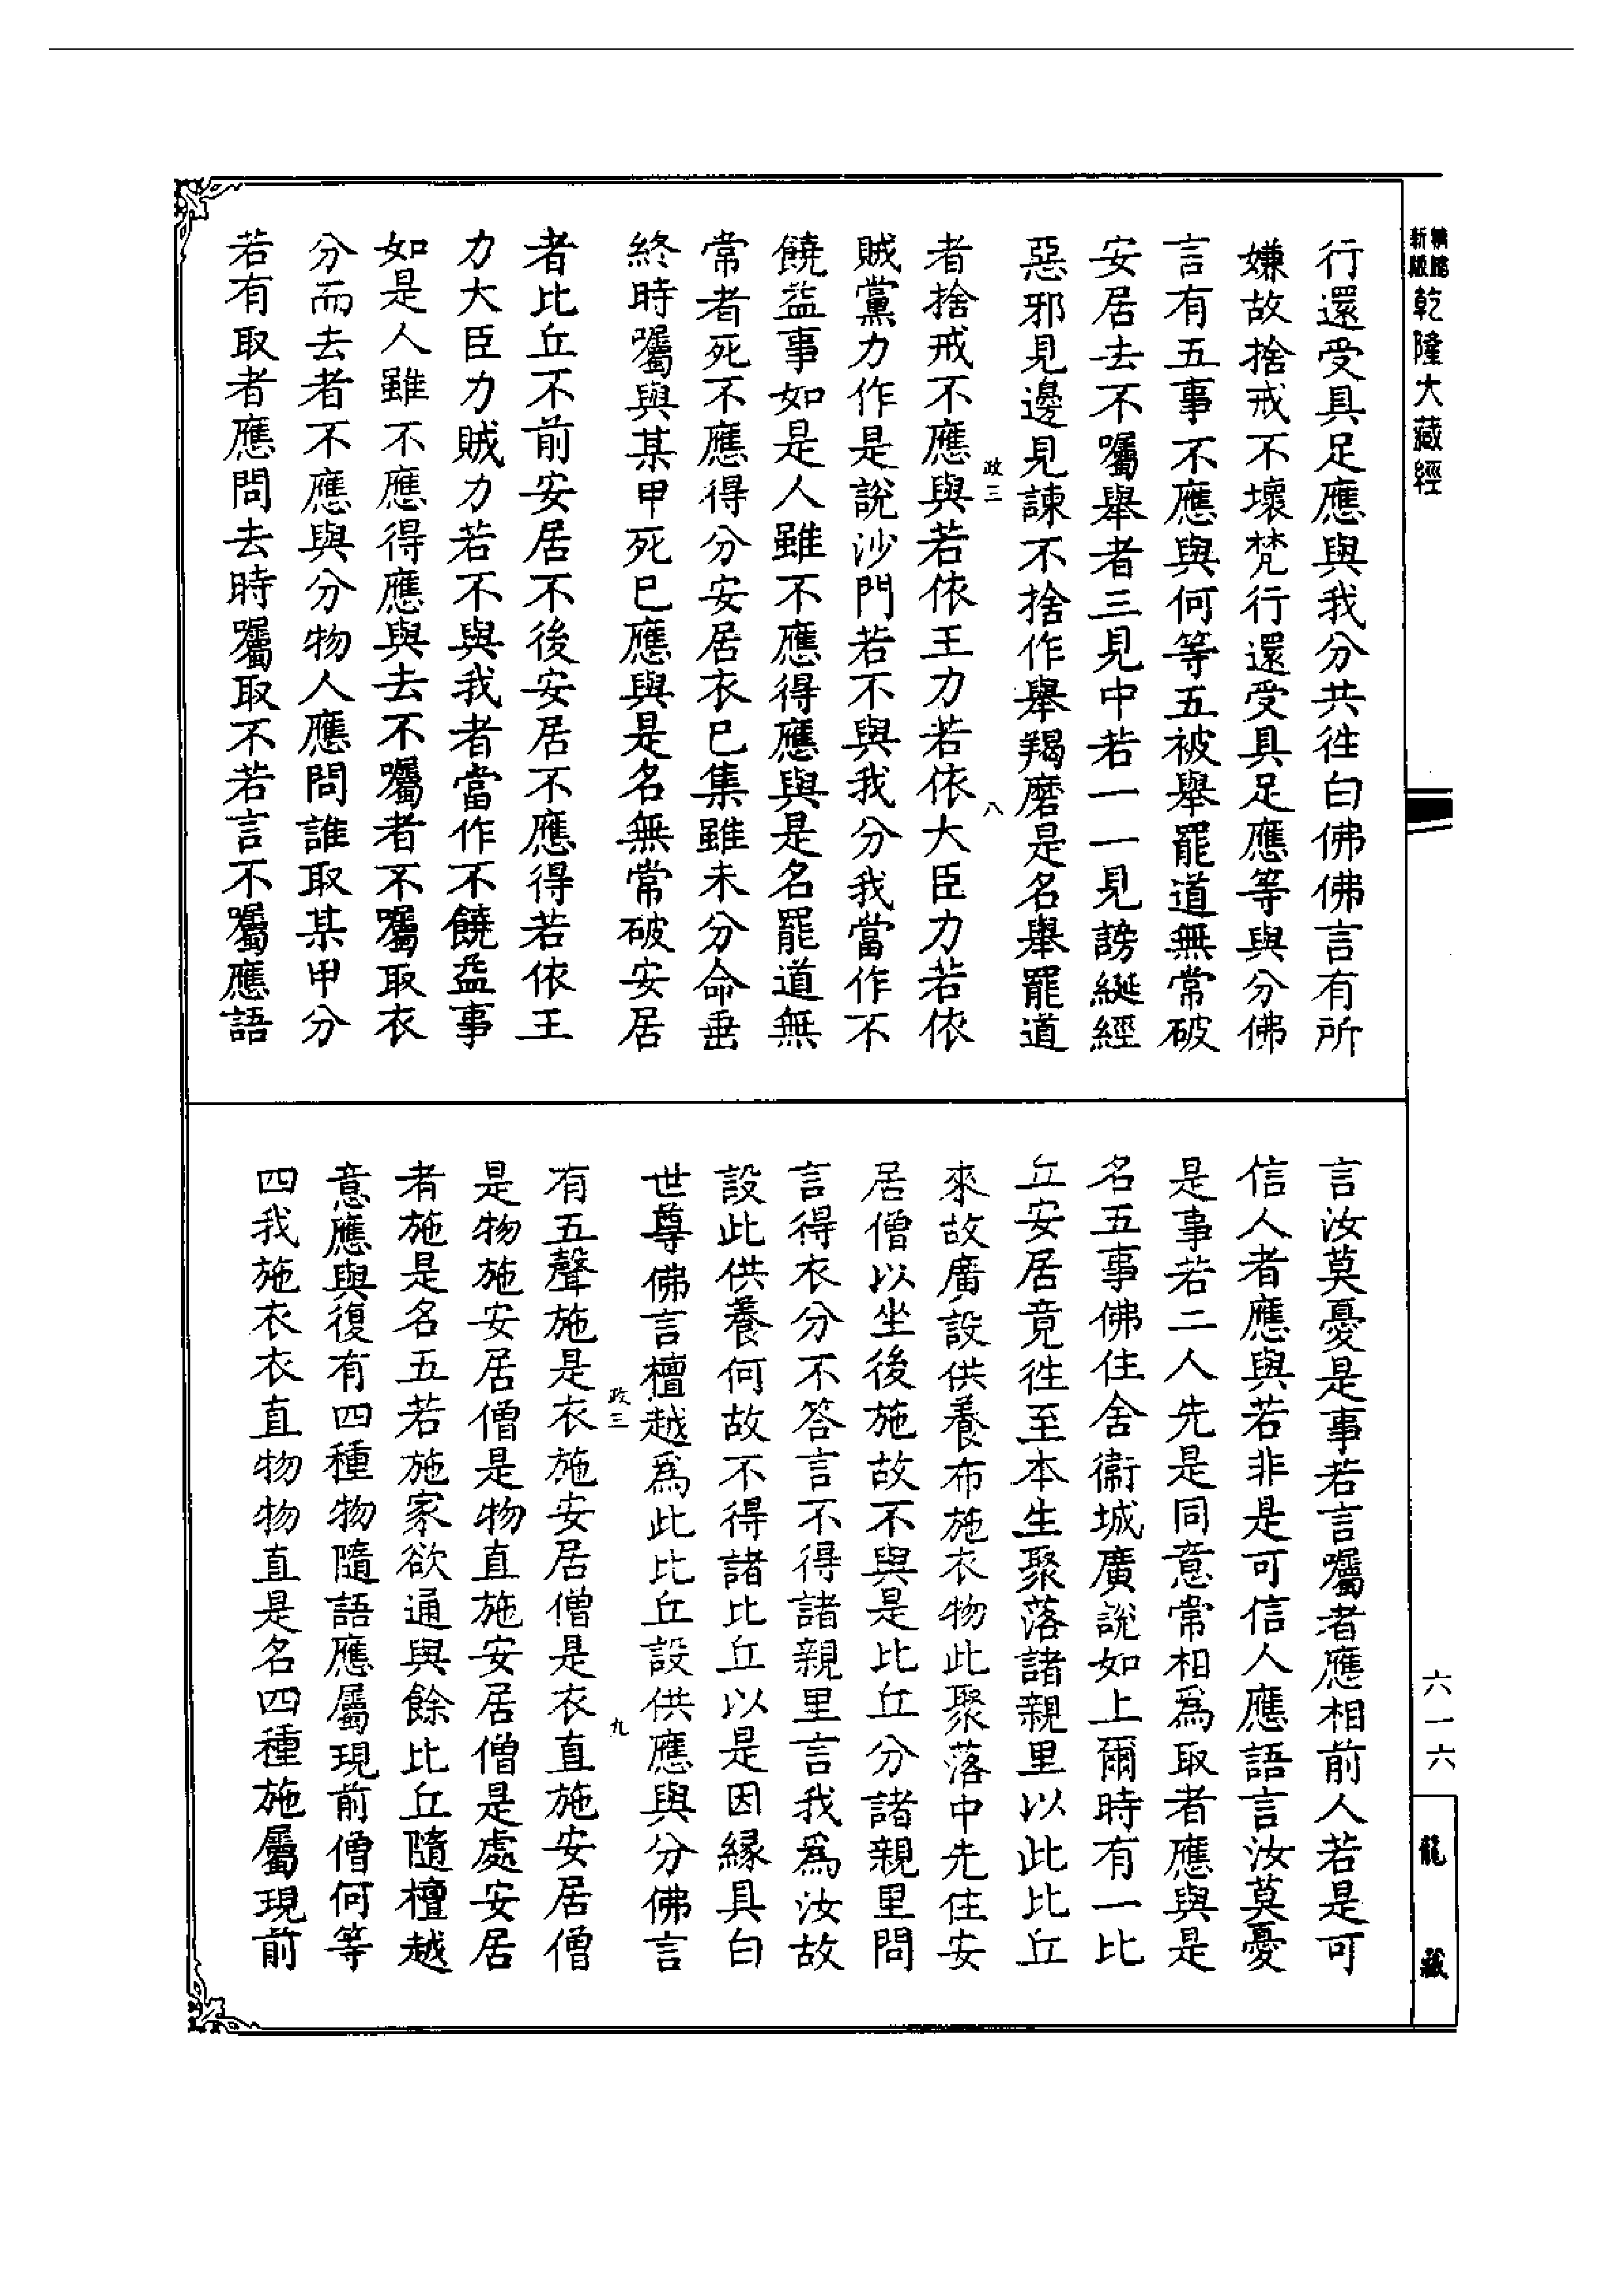 新版
精縮
乾隆大藏經
行還受具足應與我分共往白佛佛言有所
嫌故捨戒不壞梵行還受具足應等與分佛
言有五事不應與何等五被舉罷道無常破
安居去不囑舉者三見中若一一見謗綖經
惡邪見邊見諫不捨作舉羯磨是名舉罷道
政三
八
者捨戒不應與若依王力若依大臣力若依
賊黨力作是說沙門若不與我分我當作不
饒益事如是人雖不應得應與是名罷道無
常者死不應得分安居衣已集雖未分命垂
終時囑與某甲死已應與是名無常破安居
者比丘不前安居不後安居不應得若依王
力大臣力賊力若不與我者當作不饒益事
如是人雖不應得應與去不囑者不囑取衣
分而去者不應與分物人應問誰取某甲分
若有取者應問去時囑取不若言不囑應語
言汝莫憂是事若言囑者應相前人若是可
信人者應與若非是可信人應語言汝莫憂
是事若二人先是同意常相為取者應與是
名五事佛住舍衞城廣說如上爾時有一比
丘安居竟往至本生聚落諸親里以此比丘
來故廣設供養布施衣物此聚落中先住安
居僧以坐後施故不與是比丘分諸親里問
言得衣分不答言不得諸親里言我為汝故
設此供養何故不得諸比丘以是因緣具白
世尊佛言檀越為此比丘設供應與分佛言
政三
九
有五聲施是衣施安居僧是衣直施安居僧
是物施安居僧是物直施安居僧是處安居
者施是名五若施家欲通與餘比丘隨檀越
意應與復有四種物隨語應屬現前僧何等
四我施衣衣直物物直是名四種施屬現前
六一六
龍藏